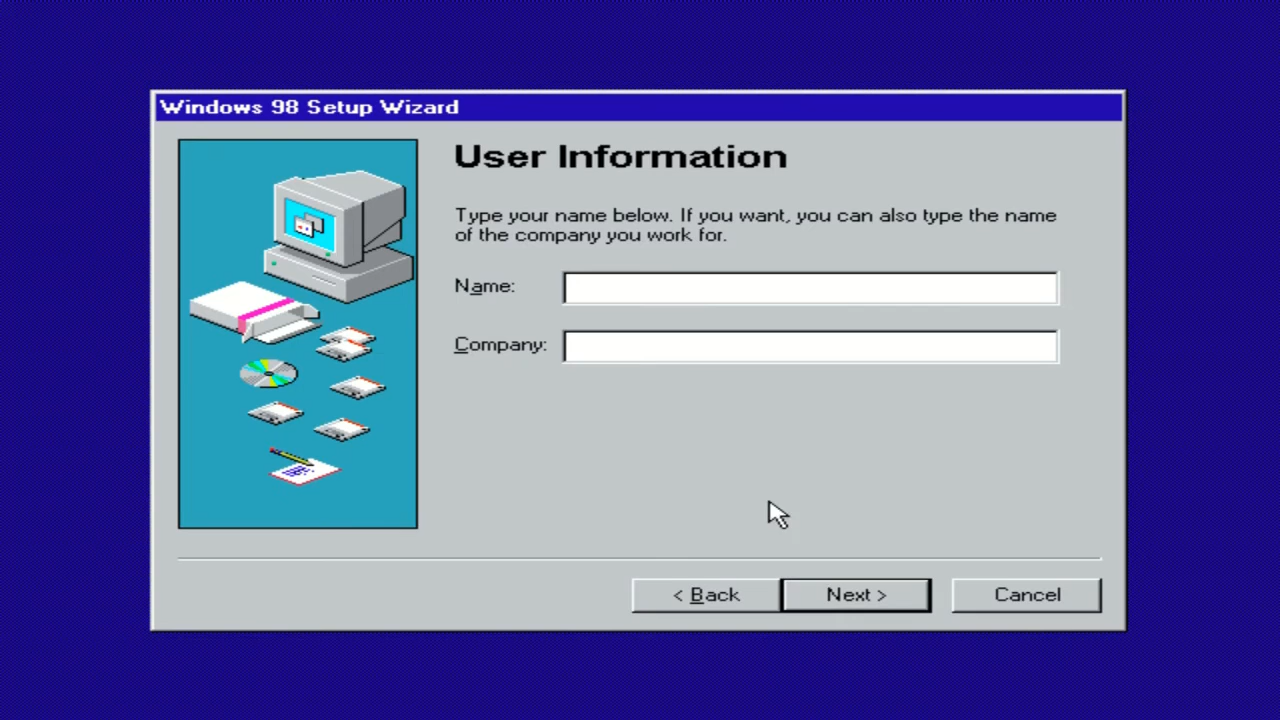 Windows 98 Setup Wizard
User Information
Type your name below. If you want, you can also type the name
of the company you work for.
Name:
Company:
< Back
Next >
Cancel